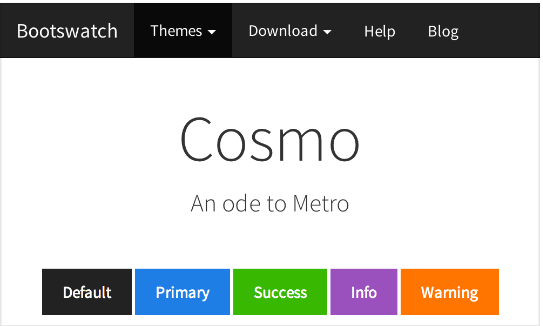 Bootswatch Themes Download Help Blog
Cosmo
An ode to Metro
Default Primary Success Info Warning